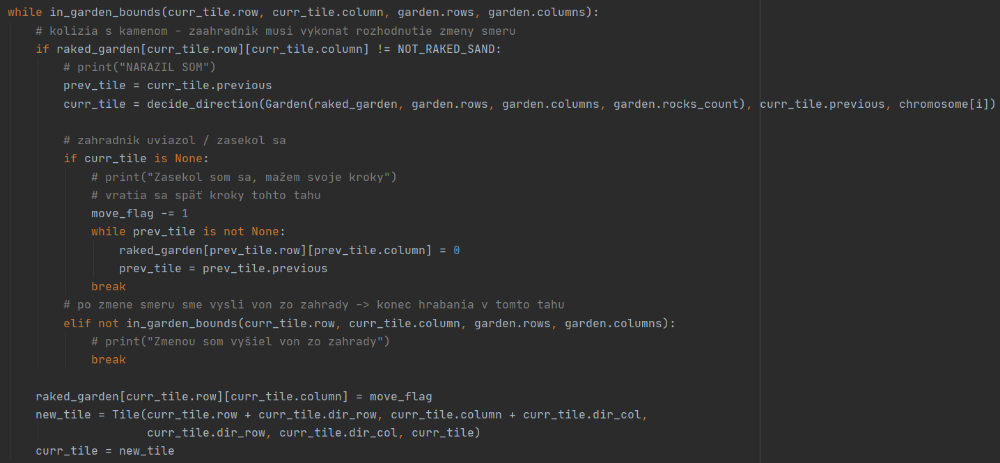 while in_garden_bounds(curr_tile.row, curr_tile.column, garden.rows, garden.columns):
    # kolizia s kamenom - zaahradnik musi vykonat rozhodnutie zmeny smeru
    if raked_garden[curr_tile.row][curr_tile.column] != NOT_RAKED_SAND:
        # print("NARAZIL SOM")
        prev_tile = curr_tile.previous
        curr_tile = decide_direction(Garden(raked_garden, garden.rows, garden.columns, garden.rocks_count), curr_tile.previous, chromosome[i])

        # zahradnik uviazol / zasekol sa
        if curr_tile is None:
            # print("Zasekol som sa, mažem svoje kroky")
            # vratia sa späť kroky tohto tahu
            move_flag -= 1
            while prev_tile is not None:
                raked_garden[prev_tile.row][prev_tile.column] = 0
                prev_tile = prev_tile.previous
            break
        # po zmene smeru sme vysli von zo zahrady -> konec hrabania v tomto tahu
        elif not in_garden_bounds(curr_tile.row, curr_tile.column, garden.rows, garden.columns):
            # print("Zmenou som vyšiel von zo zahrady")
            break

    raked_garden[curr_tile.row][curr_tile.column] = move_flag
    new_tile = Tile(curr_tile.row + curr_tile.dir_row, curr_tile.column + curr_tile.dir_col,
                    curr_tile.dir_row, curr_tile.dir_col, curr_tile)
    curr_tile = new_tile